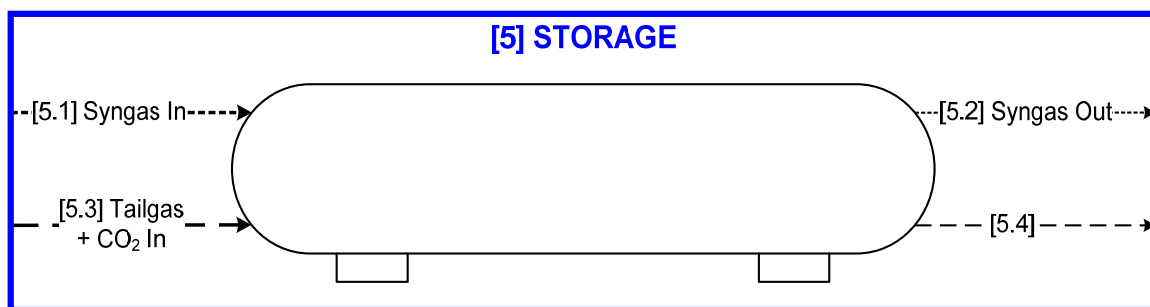 [5] STORAGE
[5.1] Syngas In
[5.2] Syngas Out
[5.3] Tailgas
+ CO₂ In
[5.4]